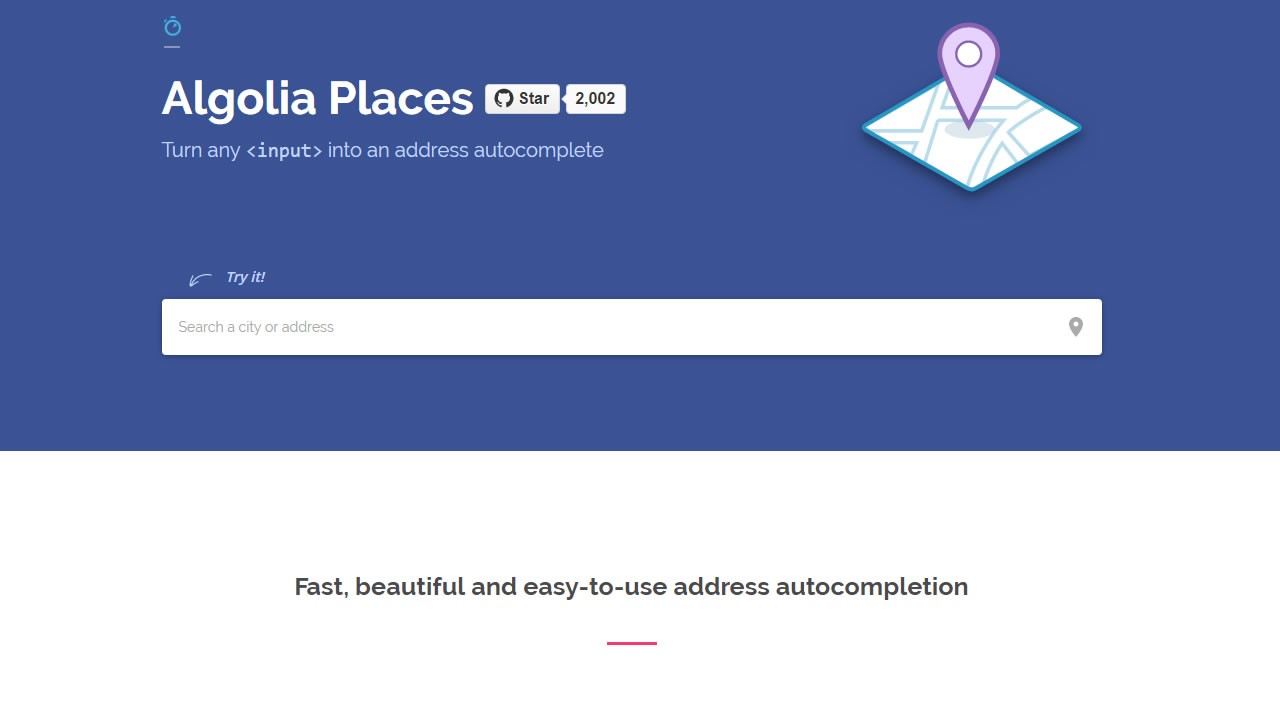 Algolia Places Star 2,002
Turn any <input> into an address autocomplete
Try it!
Search a city or address
Fast, beautiful and easy-to-use address autocompletion